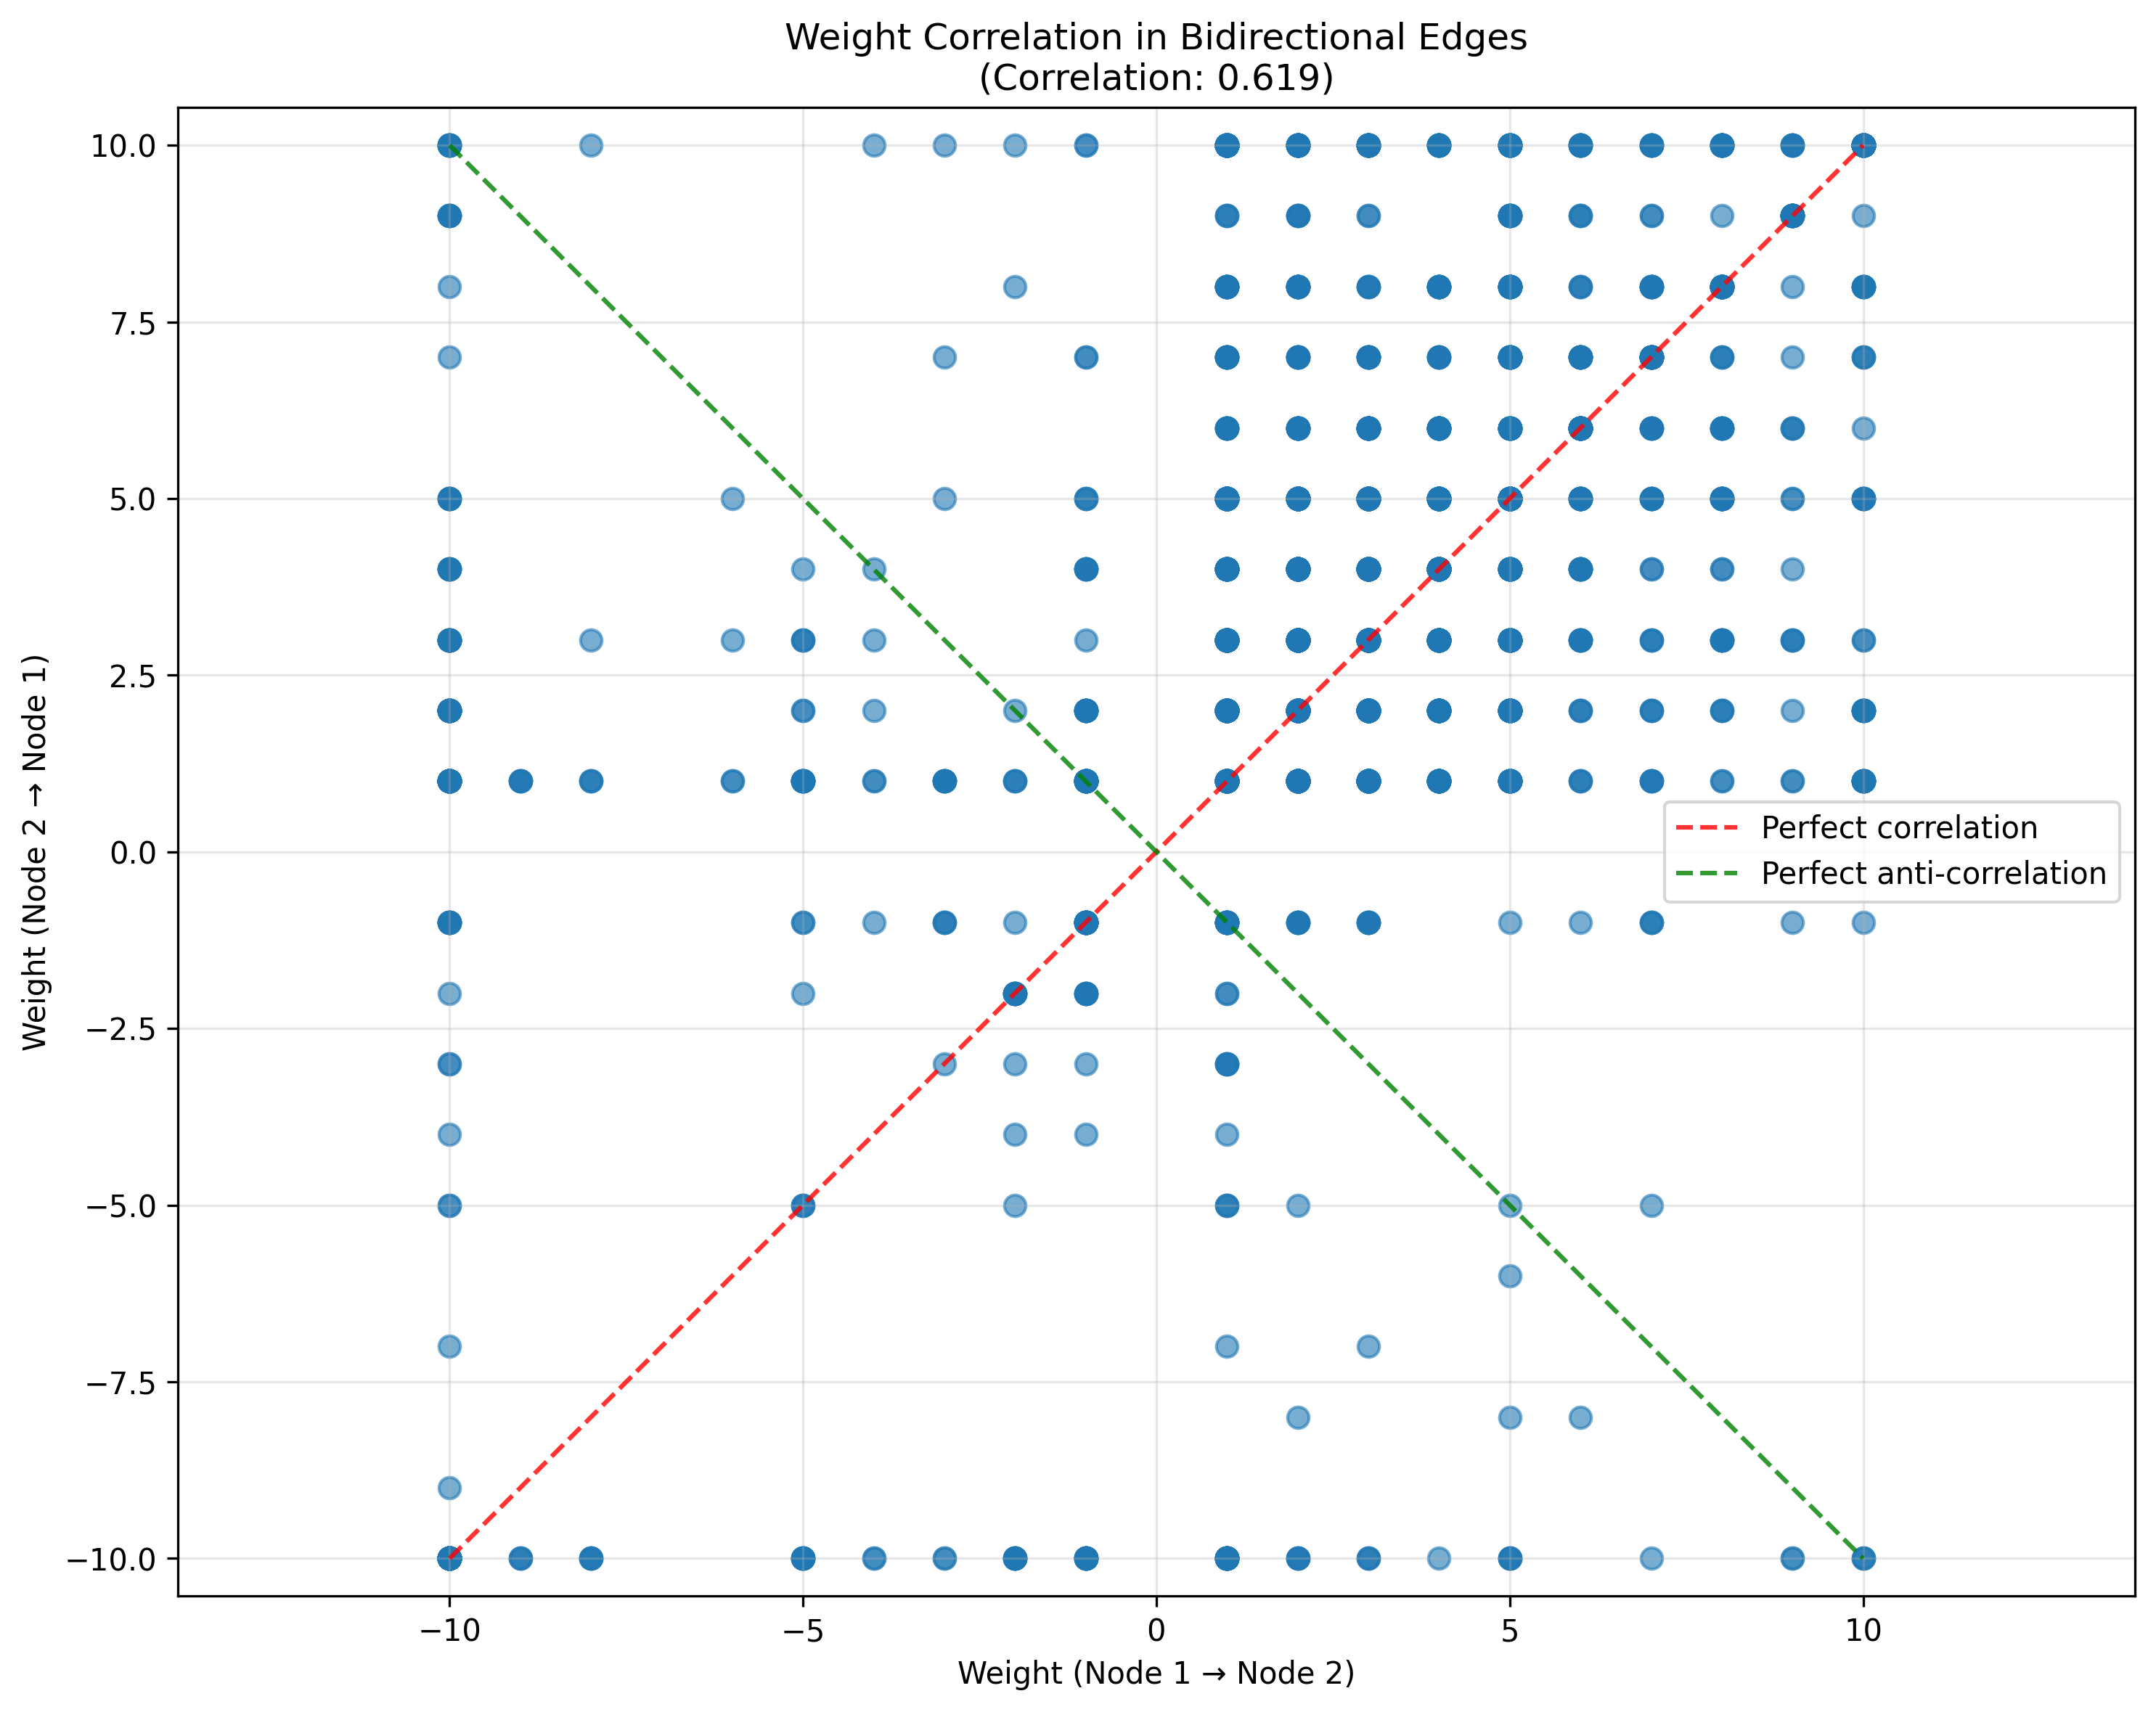 Weight Correlation in Bidirectional Edges
(Correlation: 0.619)
10.0
7.5
5.0
2.5
0.0
−2.5
−5.0
−7.5
−10.0
Weight (Node 2 → Node 1)
Perfect correlation
Perfect anti-correlation
−10
−5
0
5
10
Weight (Node 1 → Node 2)